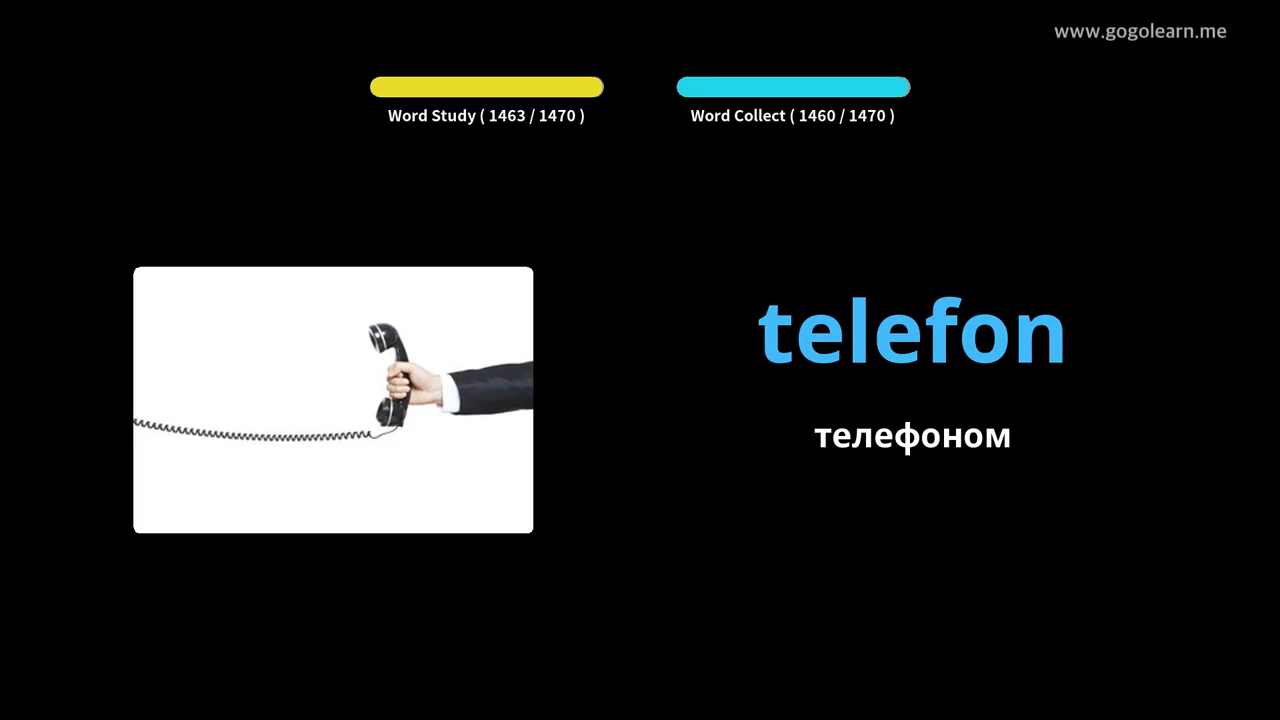 www.gogolearn.me
Word Study ( 1463 / 1470 )
Word Collect ( 1460 / 1470 )
telefon
телефоном